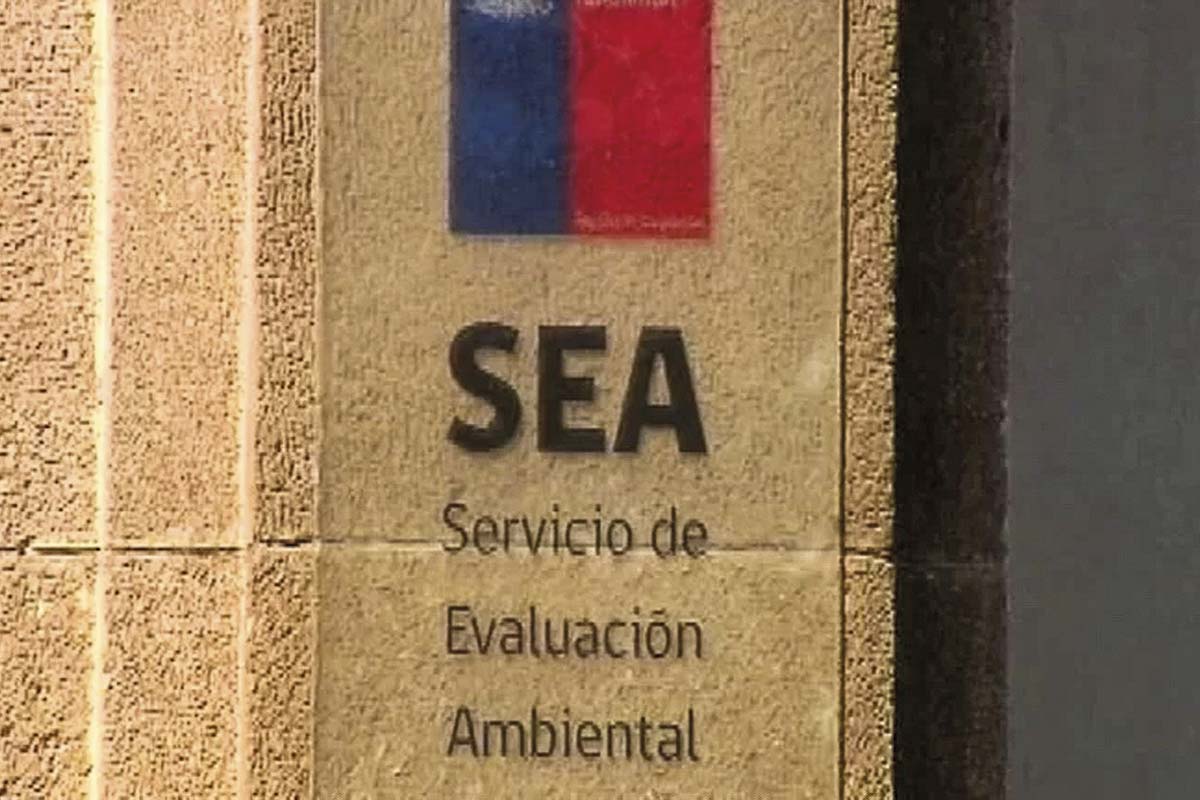 SEA
Servicio de
Evaluación
Ambiental